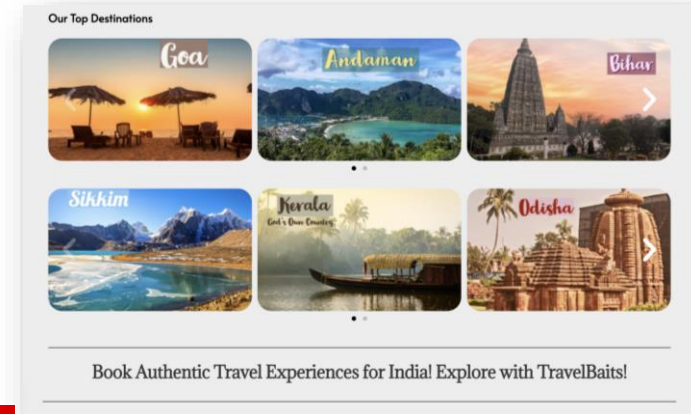 Our Top Destinations
Goa
Andaman
Bihar
Sikkim
Kerala
God's Own Country
Odisha
Book Authentic Travel Experiences for India! Explore with TravelBaits!